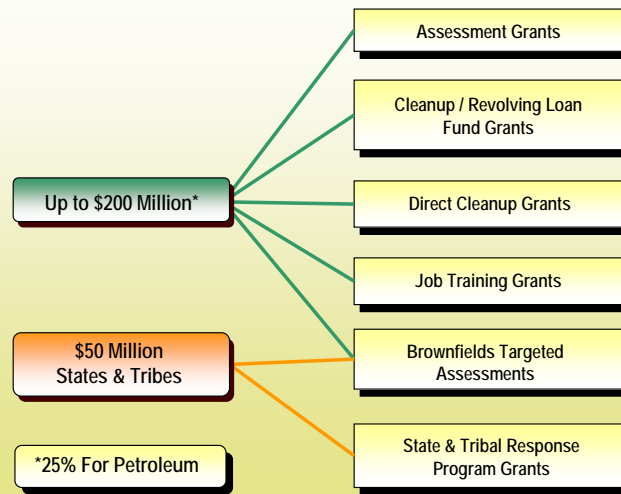 Assessment Grants
Cleanup / Revolving Loan
Fund Grants
Up to $200 Million*
Direct Cleanup Grants
Job Training Grants
$50 Million
States & Tribes
Brownfields Targeted
Assessments
*25% For Petroleum
State & Tribal Response
Program Grants